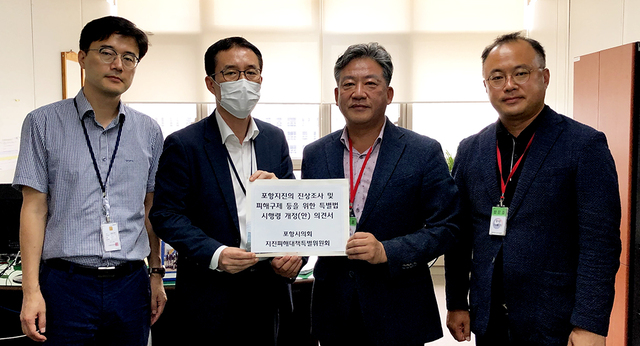 포항지진의 진상조사 및
피해구제 등을 위한 특별법
시행령 개정(안) 의견서
포항시의회
지진피해대책특별위원회